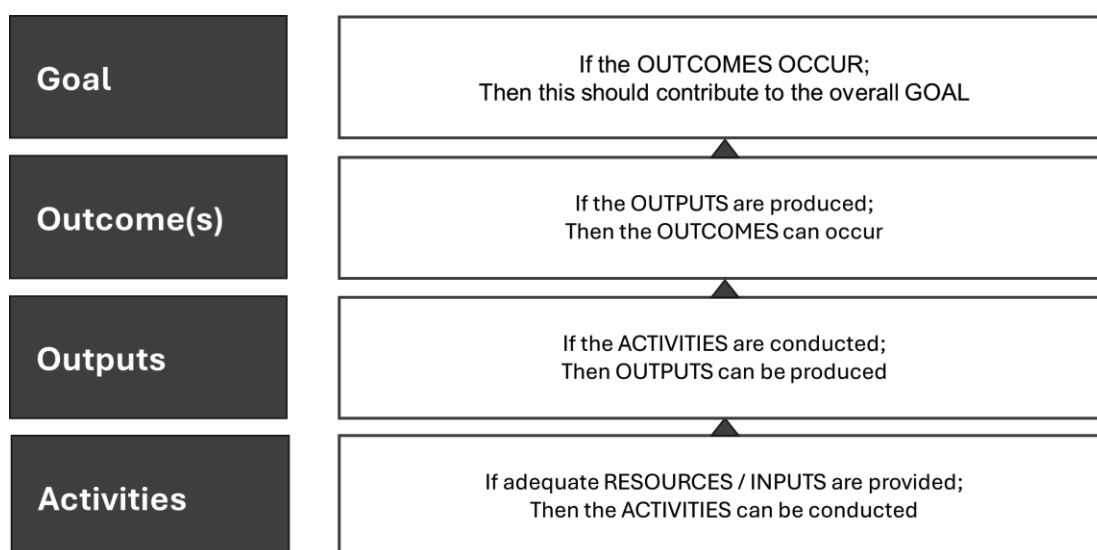 Goal
If the OUTCOMES OCCUR;
Then this should contribute to the overall GOAL
Outcome(s)
If the OUTPUTS are produced;
Then the OUTCOMES can occur
Outputs
If the ACTIVITIES are conducted;
Then OUTPUTS can be produced
Activities
If adequate RESOURCES / INPUTS are provided;
Then the ACTIVITIES can be conducted